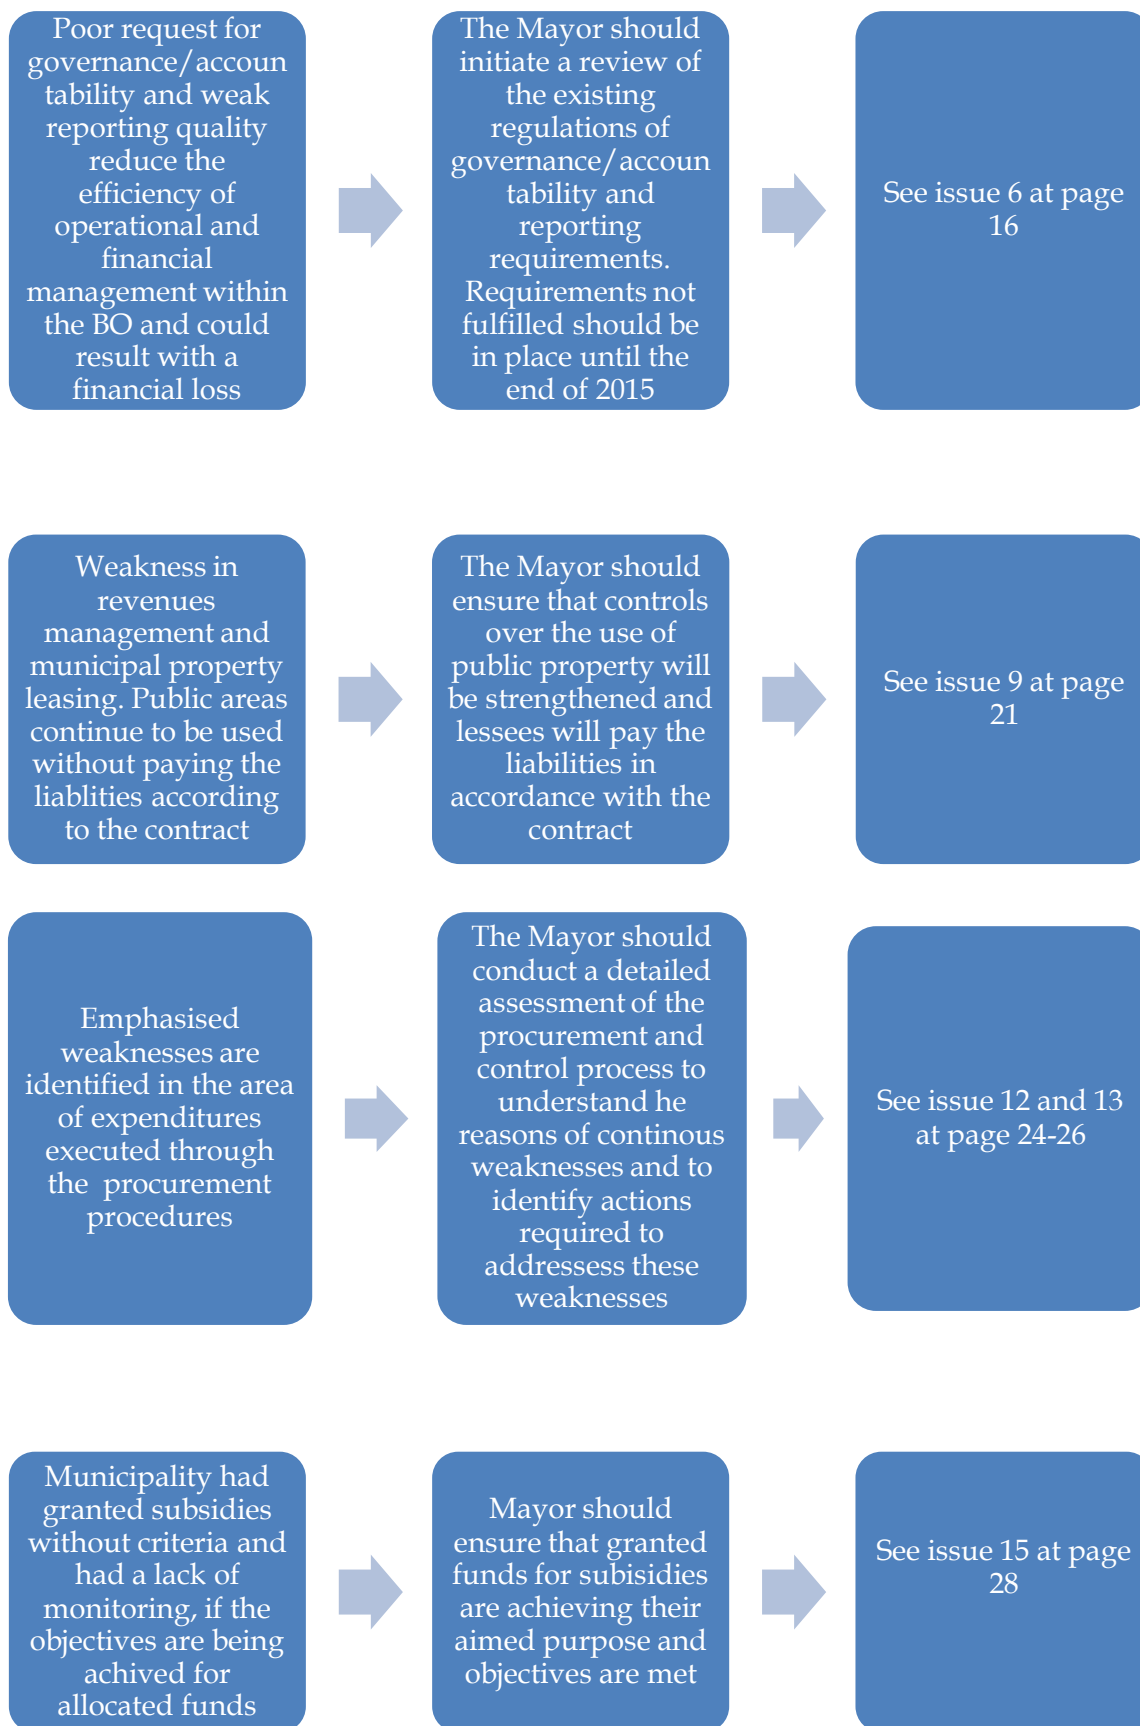 Poor request for
governance/accoun
tability and weak
reporting quality
reduce the
efficiency of
operational and
financial
management within
the BO and could
result with a
financial loss
The Mayor should
initiate a review of
the existing
regulations of
governance/accoun
tability and
reporting
requirements.
Requirements not
fulfilled should be
in place until the
end of 2015
See issue 6 at page
16
Weakness in
revenues
management and
municipal property
leasing. Public areas
continue to be used
without paying the
liablities according
to the contract
The Mayor should
ensure that controls
over the use of
public property will
be strengthened and
lessees will pay the
liabilities in
accordance with the
contract
See issue 9 at page
21
Emphasised
weaknesses are
identified in the area
of expenditures
executed through
the procurement
procedures
The Mayor should
conduct a detailed
assessment of the
procurement and
control process to
understand he
reasons of continous
weaknesses and to
identify actions
required to
addressess these
weaknesses
See issue 12 and 13
at page 24-26
Municipality had
granted subsidies
without criteria and
had a lack of
monitoring, if the
objectives are being
achived for
allocated funds
Mayor should
ensure that granted
funds for subisidies
are achieving their
aimed purpose and
objectives are met
See issue 15 at page
28